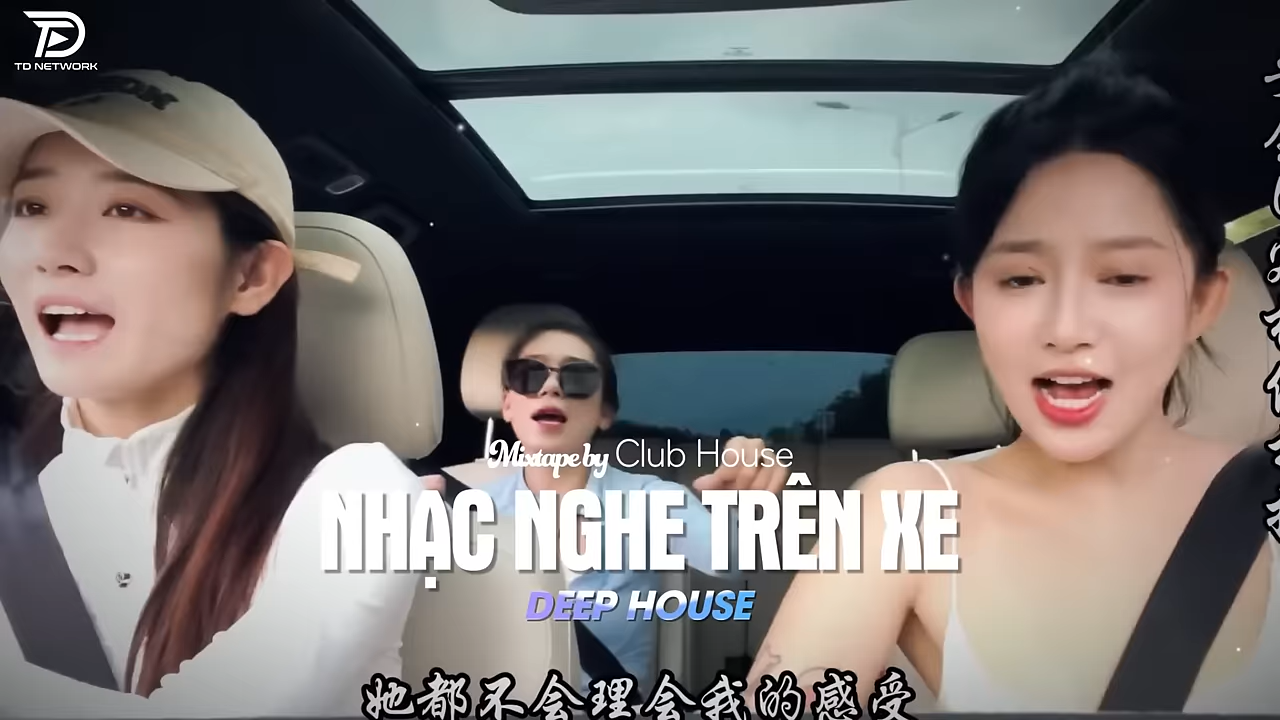 TD NETWORK
Mixtape by Club House
NHẠC NGHE TRÊN XE
DEEP HOUSE
她都不会理会我的感受